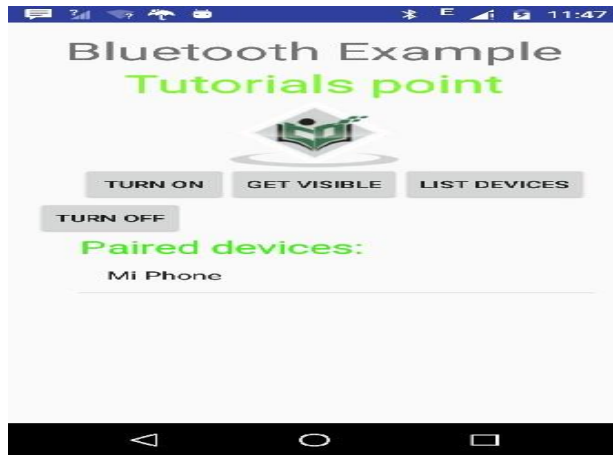 E 11:47
Bluetooth Example
Tutorials point
TURN ON GET VISIBLE LIST DEVICES
TURN OFF
Paired devices:
Mi Phone